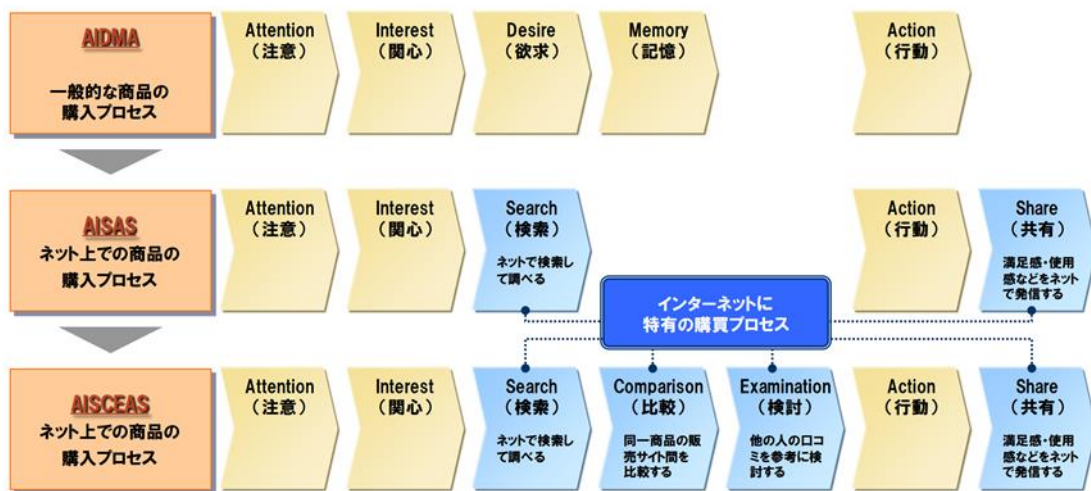 AIDMA
一般的な商品の
購入プロセス
Attention
（注意）
Interest
（関心）
Desire
（欲求）
Memory
（記憶）
Action
（行動）
AISAS
ネット上での商品の
購入プロセス
Attention
（注意）
Interest
（関心）
Search
（検索）
ネットで検索し
て調べる
Action
（行動）
Share
（共有）
満足感・使用
感などをネット
で発信する
インターネットに
特有の購買プロセス
AISCEAS
ネット上での商品の
購入プロセス
Attention
（注意）
Interest
（関心）
Search
（検索）
ネットで検索し
て調べる
Comparison
（比較）
同一商品の販
売サイト間を
比較する
Examination
（検討）
他の人の口コ
ミを参考に検
討する
Action
（行動）
Share
（共有）
満足感・使用
感などをネット
で発信する